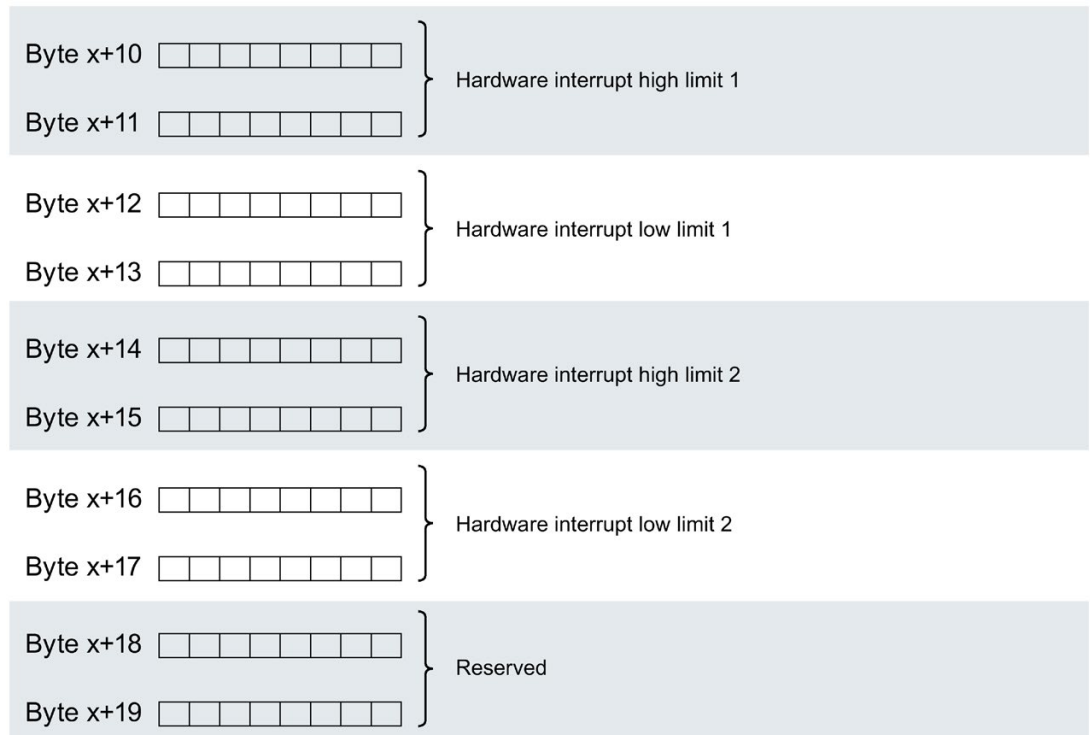 Byte x+10
Hardware interrupt high limit 1
Byte x+11
Byte x+12
Hardware interrupt low limit 1
Byte x+13
Byte x+14
Hardware interrupt high limit 2
Byte x+15
Byte x+16
Hardware interrupt low limit 2
Byte x+17
Byte x+18
Reserved
Byte x+19